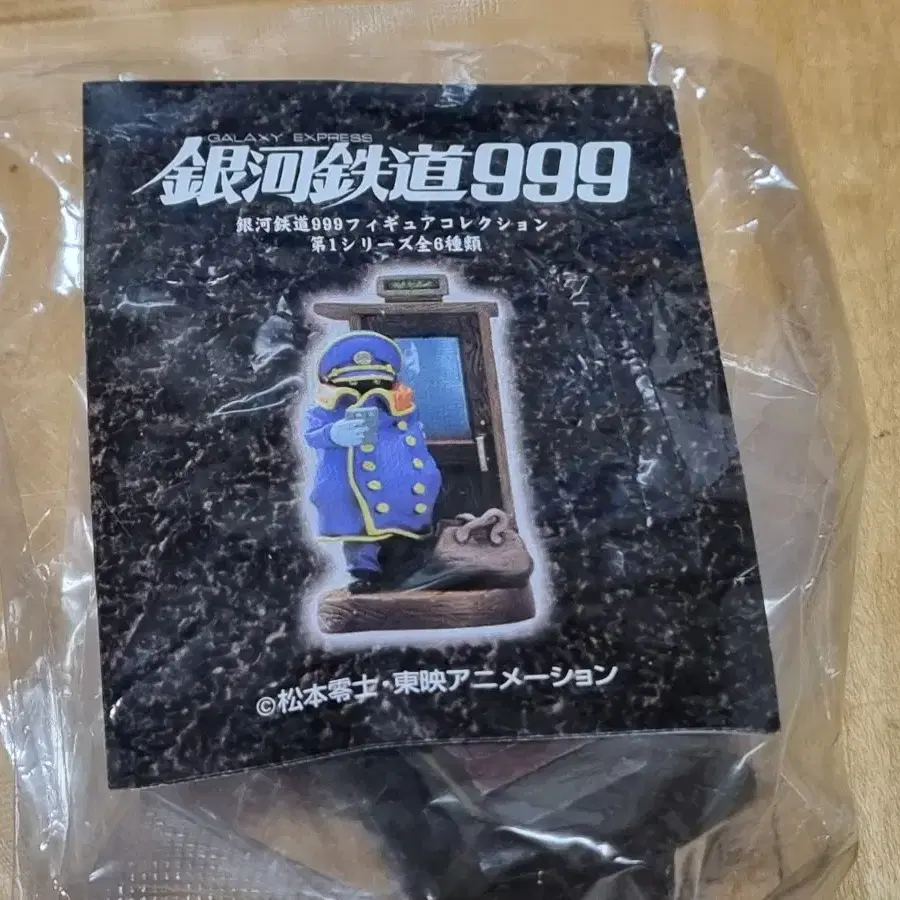 GALAXY EXPRESS
銀河鉄道999
銀河鉄道999フィギュアコレクション
第1シリーズ全6種類
©松本零士・東映アニメーション